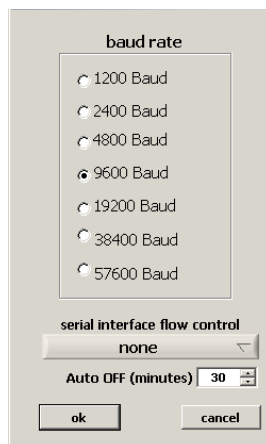 baud rate
1200 Baud
2400 Baud
4800 Baud
9600 Baud
19200 Baud
38400 Baud
57600 Baud
serial interface flow control
none
Auto OFF (minutes) 30
ok cancel